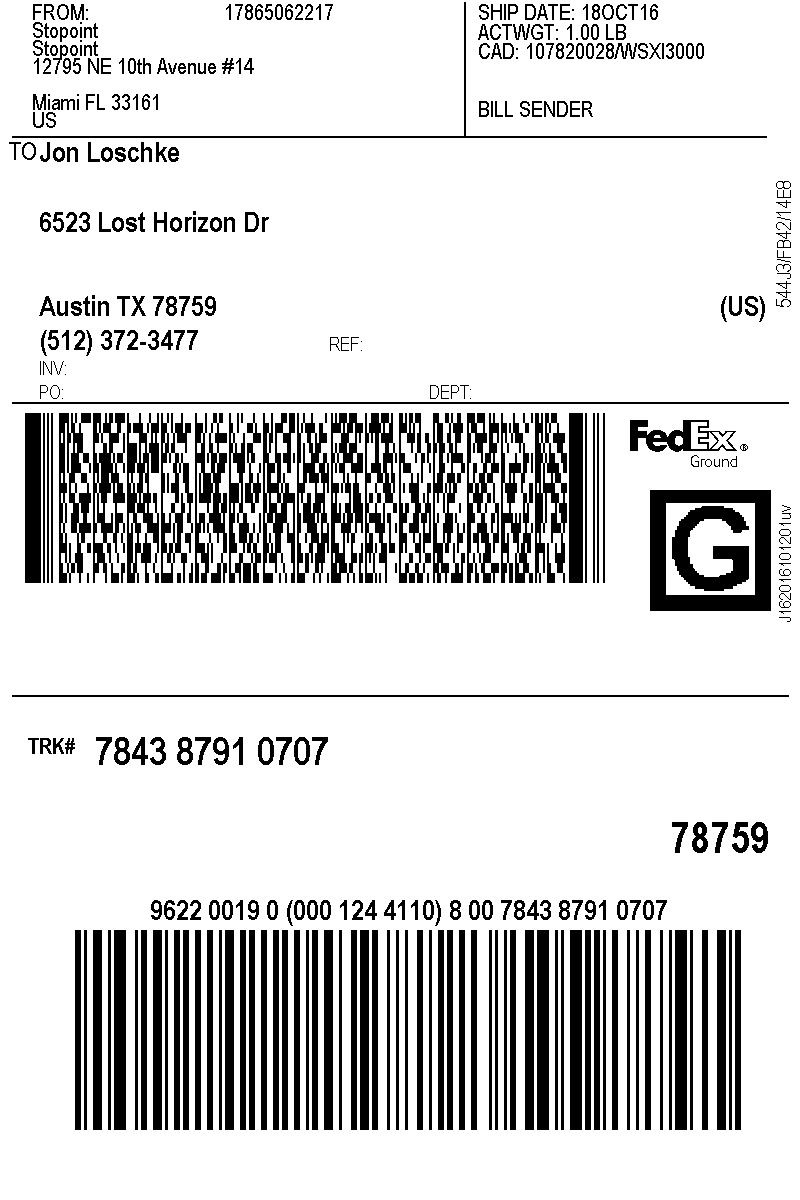 FROM: 17865062217
Stopoint
Stopoint
12795 NE 10th Avenue #14
Miami FL 33161
US
SHIP DATE: 18OCT16
ACTWGT: 1.00 LB
CAD: 107820028/WSXI3000
BILL SENDER
TO Jon Loschke
6523 Lost Horizon Dr
Austin TX 78759 (US)
(512) 372-3477 REF:
INV:
PO: DEPT:
544J3/FB42/14E8
FedEx®
Ground
G
J162016101201uv
TRK# 7843 8791 0707
78759
9622 0019 0 (000 124 4110) 8 00 7843 8791 0707